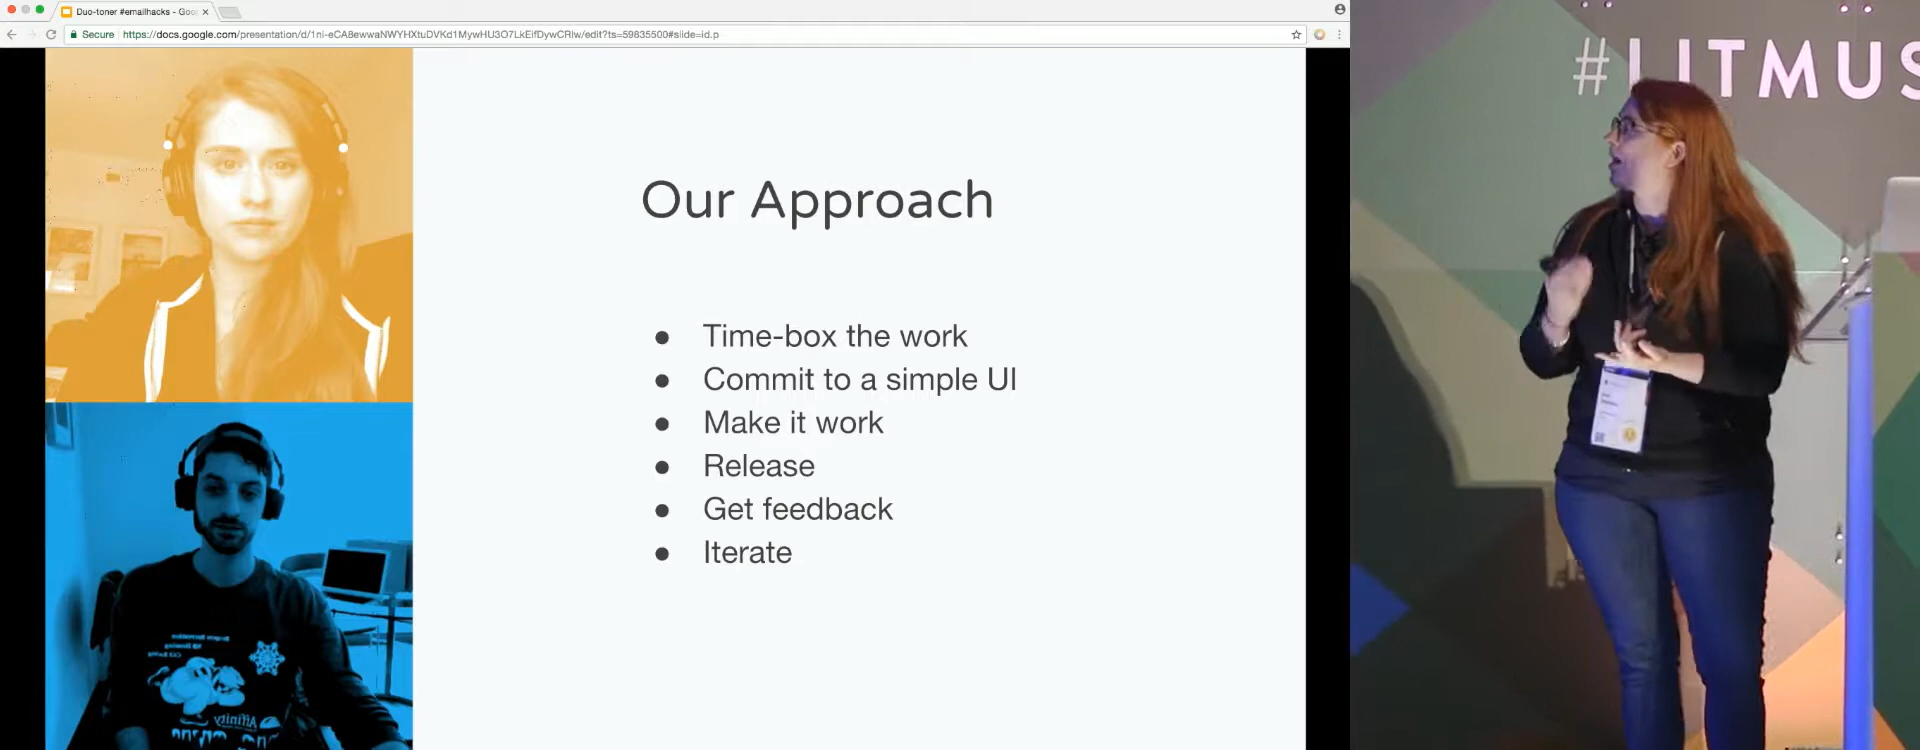 Duo-toner #emailhacks - Goo
Secure
https://docs.google.com/presentation/d/1ni-eCA8ewwaNWYHXtuDVKd1MywHU3O7LkEifDywCRlw/edit?ts=59835500#slide=id.p
#LITMUS
Our Approach
● Time-box the work
● Commit to a simple UI
● Make it work
● Release
● Get feedback
● Iterate
Affinity